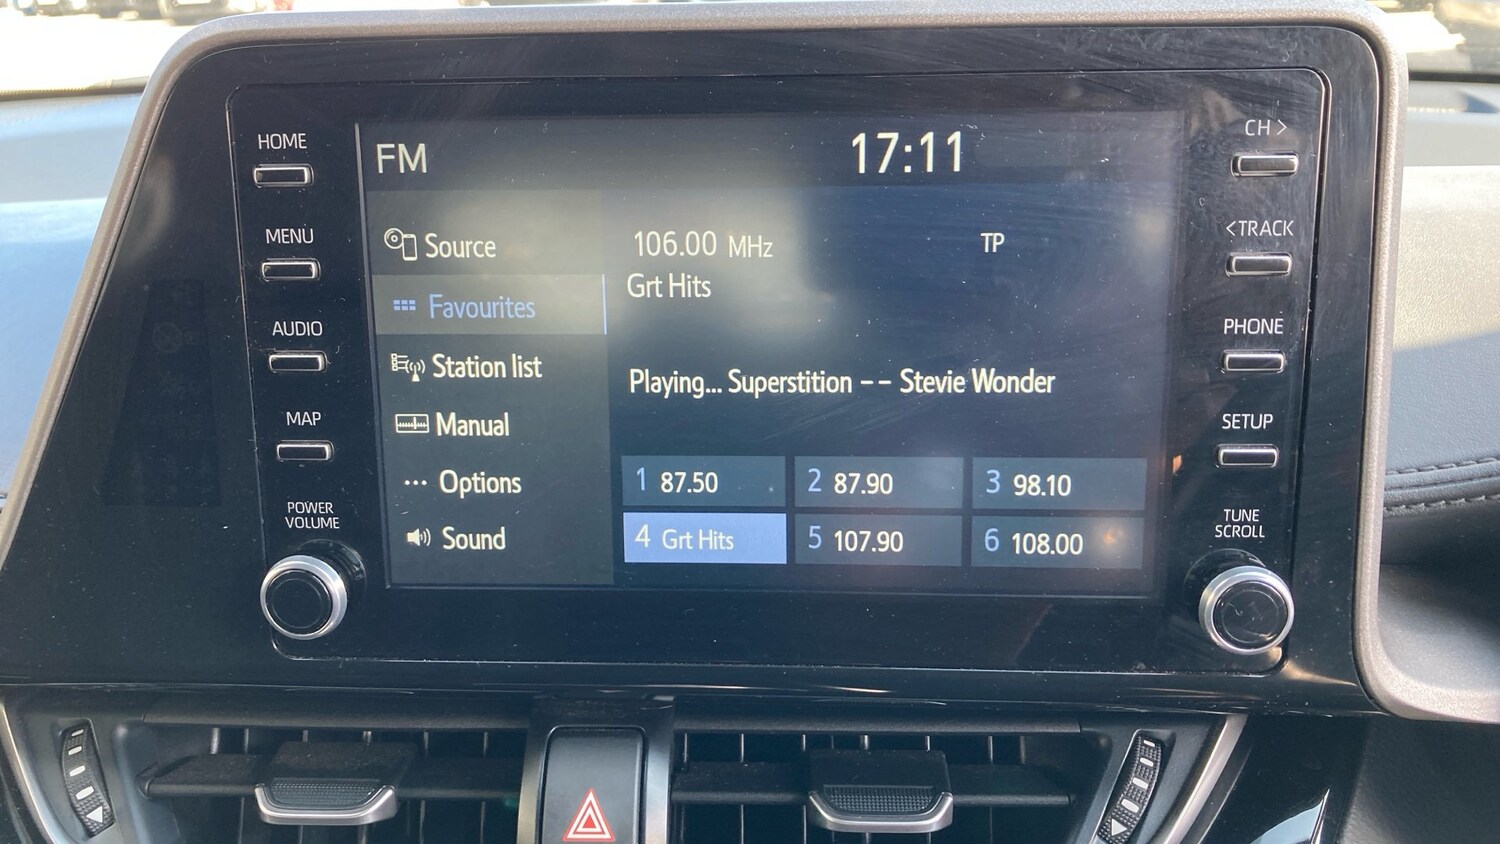 HOME
MENU
AUDIO
MAP
POWER
VOLUME
FM
17:11
Source
Favourites
Station list
Manual
Options
Sound
106.00 MHz
TP
Grt Hits
Playing... Superstition -- Stevie Wonder
1 87.50
2 87.90
3 98.10
4 Grt Hits
5 107.90
6 108.00
CH >
<TRACK
PHONE
SETUP
TUNE
SCROLL